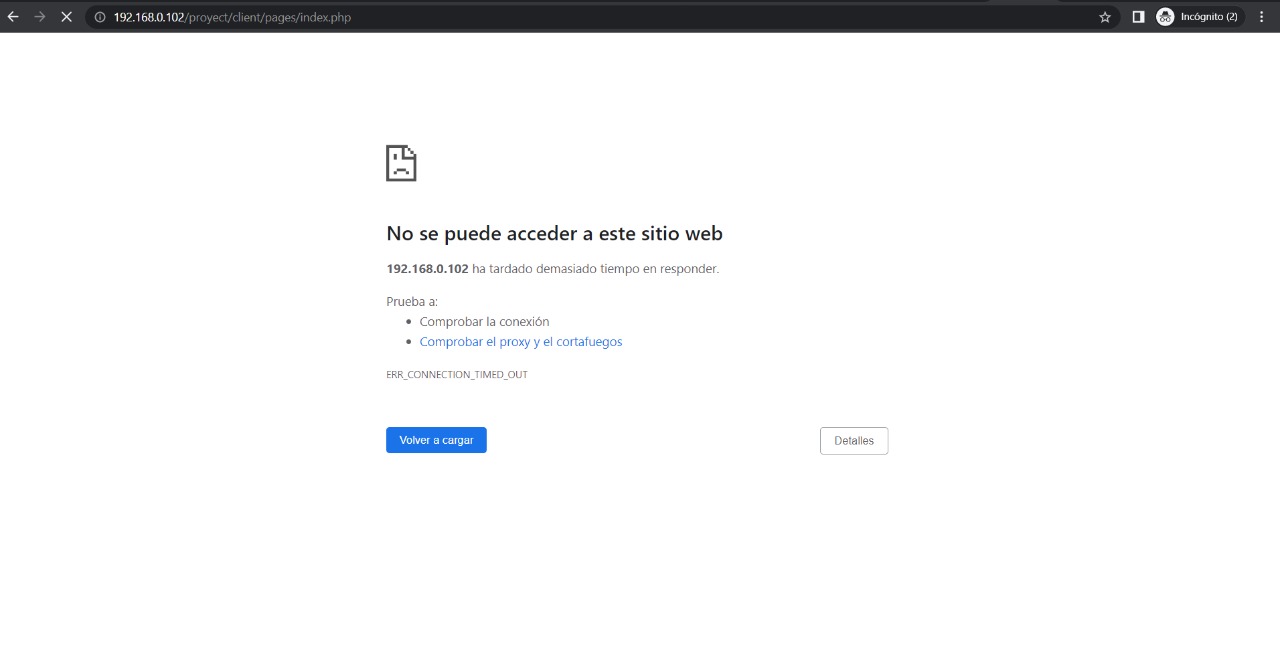 192.168.0.102/proyect/client/pages/index.php
Incógnito (2)
No se puede acceder a este sitio web
192.168.0.102 ha tardado demasiado tiempo en responder.
Prueba a:
• Comprobar la conexión
• Comprobar el proxy y el cortafuegos
ERR_CONNECTION_TIMED_OUT
Volver a cargar
Detalles